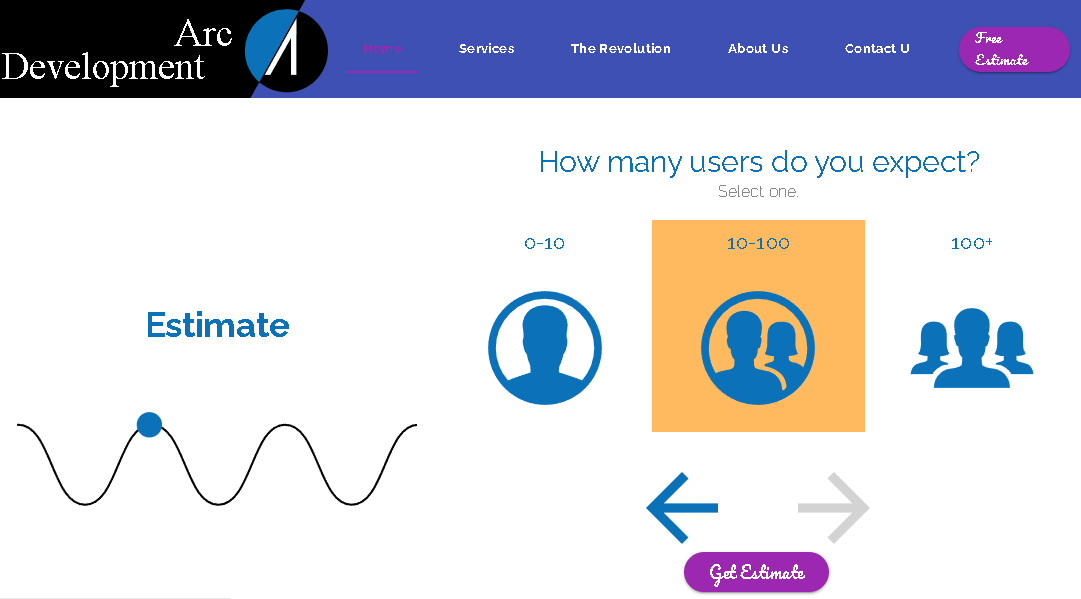 Arc
Development
Home
Services
The Revolution
About Us
Contact U
Free
Estimate
How many users do you expect?
Select one.
0-10
10-100
100+
Estimate
Get Estimate